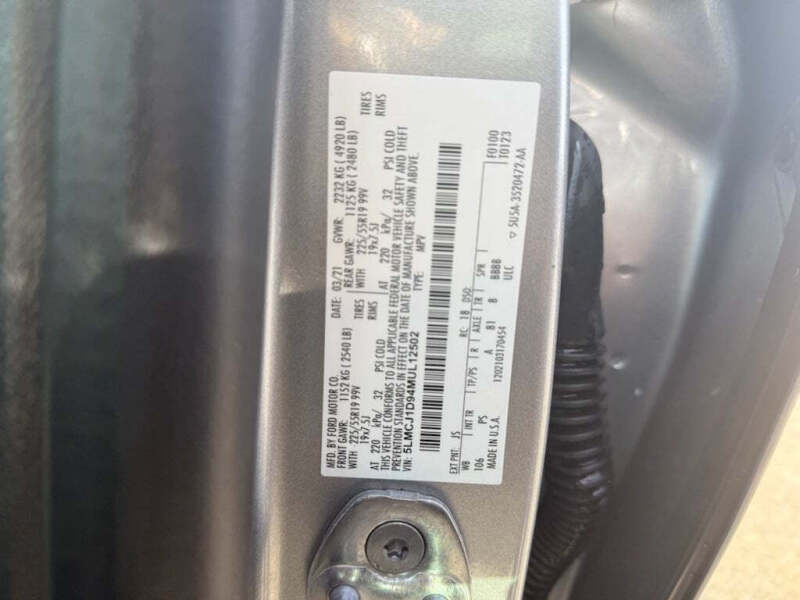 MFD. BY FORD MOTOR CO.
DATE: 03/21 GVWR: 2232 KG ( 4920 LB)
FRONT GAWR: 1152 KG ( 2540 LB) REAR GAWR: 1125 KG ( 2480 LB)
WITH 225/55R19 99V TIRES WITH 225/55R19 99V TIRES
19x7.5J RIMS 19x7.5J RIMS
AT 220 kPa/ 32 PSI COLD AT 220 kPa/ 32 PSI COLD
THIS VEHICLE CONFORMS TO ALL APPLICABLE FEDERAL MOTOR VEHICLE SAFETY AND THEFT
PREVENTION STANDARDS IN EFFECT ON THE DATE OF MANUFACTURE SHOWN ABOVE.
VIN: 5LMCJ1D94MUL12502 TYPE: MPV
F0100
T0123
EXT PNT: JS RC: 18 DSO:
WB INT TR TP/PS R AXLE TR SPR
106 PS A B1 B BBBB
MADE IN U.S.A. 1202103170454 ULC
5U5A-3520472-AA